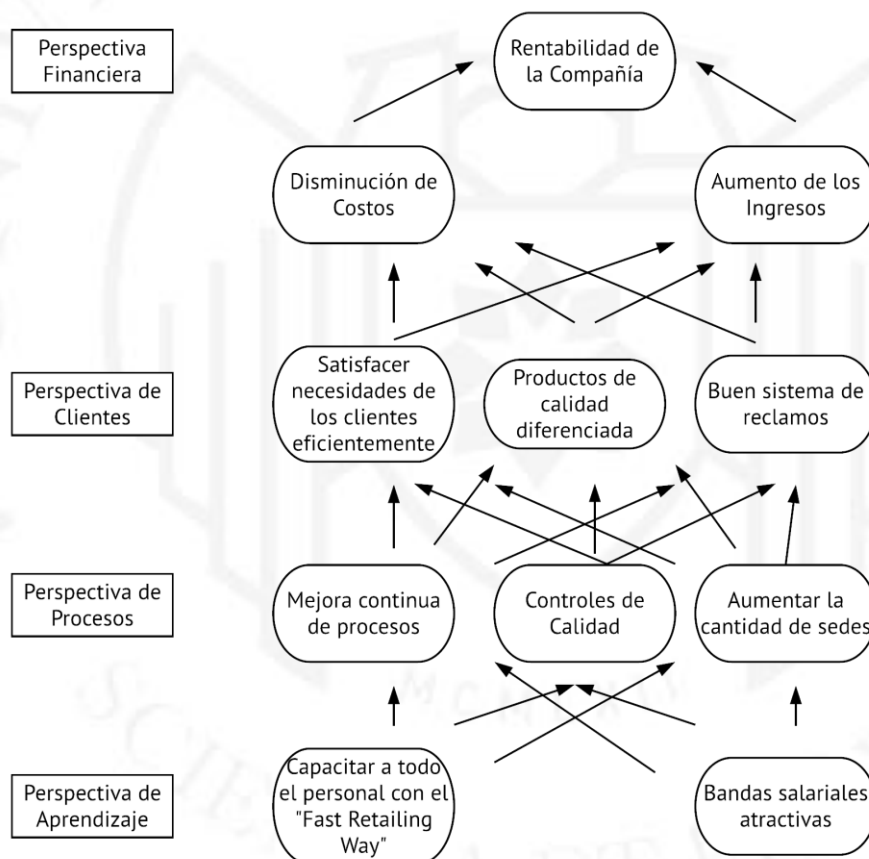 Perspectiva
Financiera
Rentabilidad de
la Compañía
Disminución de
Costos
Aumento de los
Ingresos
Perspectiva de
Clientes
Satisfacer
necesidades de
los clientes
eficientemente
Productos de
calidad
diferenciada
Buen sistema de
reclamos
Perspectiva de
Procesos
Mejora continua
de procesos
Controles de
Calidad
Aumentar la
cantidad de sedes
Perspectiva de
Aprendizaje
Capacitar a todo
el personal con el
"Fast Retailing
Way"
Bandas salariales
atractivas